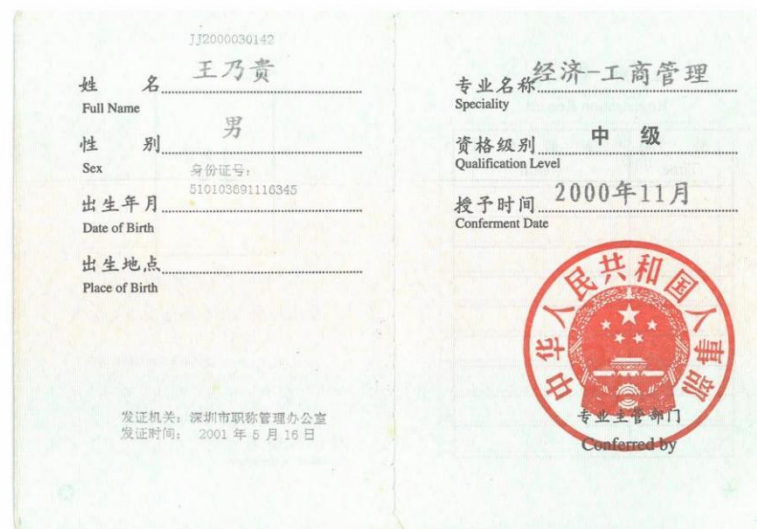 JJ2000030142
姓 名 王乃贵
Full Name
性 别 男
Sex
身份证号:
510103691116345
出生年月
Date of Birth
出生地点
Place of Birth
发证机关: 深圳市职称管理办公室
发证时间: 2001 年 5 月 16 日
专业名称 经济-工商管理
Speciality
资格级别 中 级
Qualification Level
授予时间 2000年11月
Conferment Date
中华人民共和国人事部
专业主管部门
Conferred by